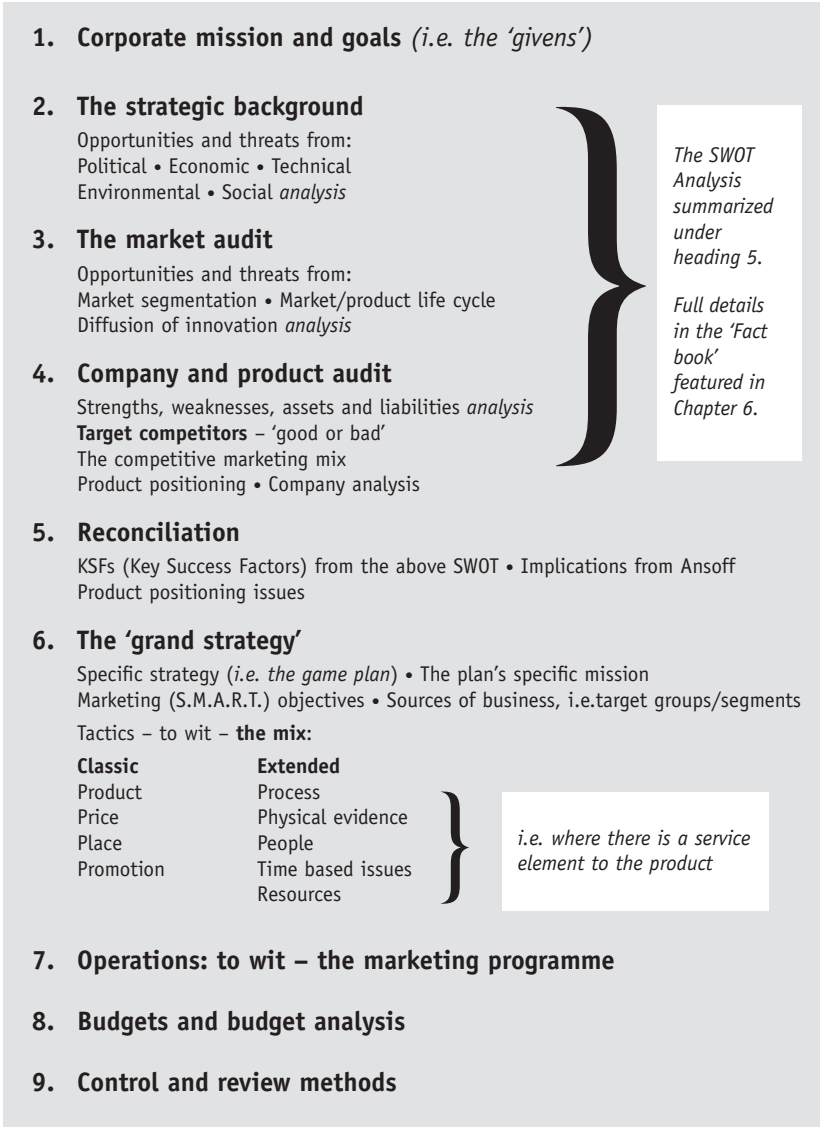 1. Corporate mission and goals (i.e. the ‘givens’)
2. The strategic background
Opportunities and threats from:
Political • Economic • Technical
Environmental • Social analysis
3. The market audit
Opportunities and threats from:
Market segmentation • Market/product life cycle
Diffusion of innovation analysis
4. Company and product audit
Strengths, weaknesses, assets and liabilities analysis
Target competitors – ‘good or bad’
The competitive marketing mix
Product positioning • Company analysis
The SWOT
Analysis
summarized
under
heading 5.
Full details
in the ‘Fact
book’
featured in
Chapter 6.
5. Reconciliation
KSFs (Key Success Factors) from the above SWOT • Implications from Ansoff
Product positioning issues
6. The ‘grand strategy’
Specific strategy (i.e. the game plan) • The plan’s specific mission
Marketing (S.M.A.R.T.) objectives • Sources of business, i.e.target groups/segments
Tactics – to wit – the mix:
Classic
Product
Price
Place
Promotion
Extended
Process
Physical evidence
People
Time based issues
Resources
i.e. where there is a service
element to the product
7. Operations: to wit – the marketing programme
8. Budgets and budget analysis
9. Control and review methods